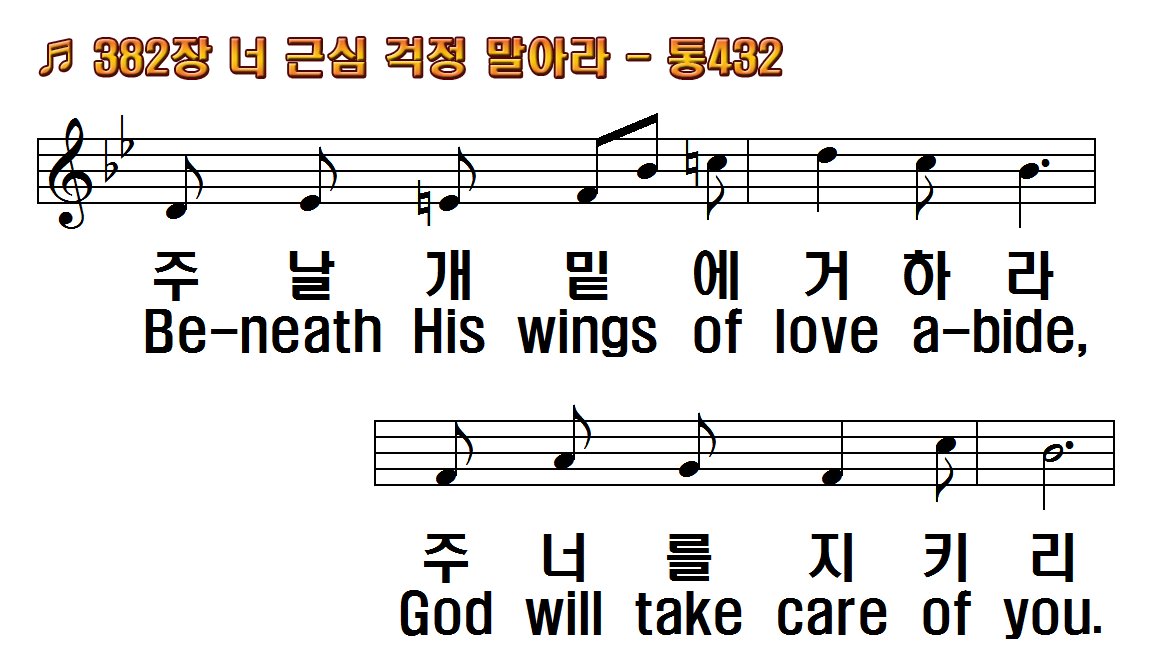 ♬ 382장 너 근심 걱정 말아라 - 통432
주 날 개 밑 에 거 하 라
Be-neath His wings of love a-bide,
주 너 를 지 키 리
God will take care of you.